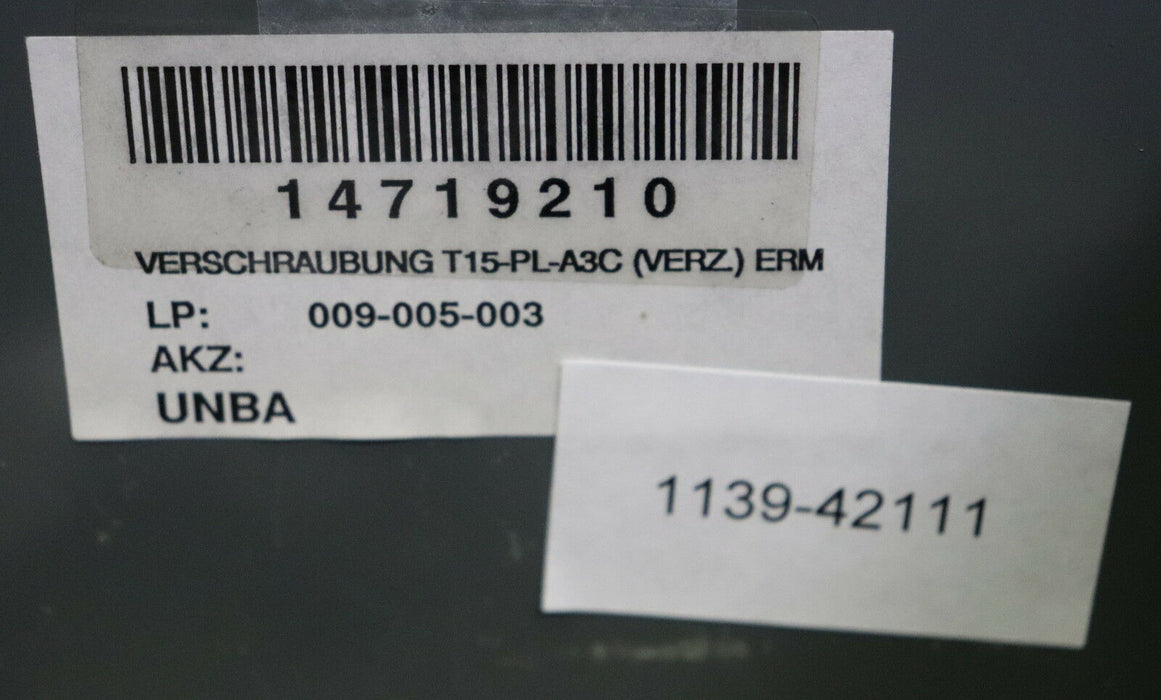 14719210
VERSCHRAUBUNG T15-PL-A3C (VERZ.) ERM
LP: 009-005-003
AKZ:
UNBA
1139-42111